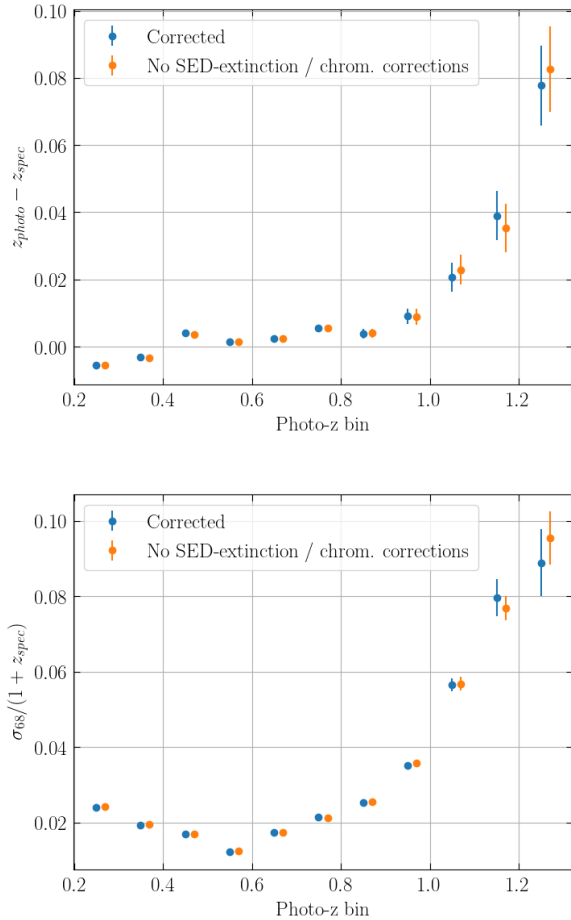 0.10
0.08
0.06
0.04
0.02
0.00
z_photo − z_spec
Corrected
No SED-extinction / chrom. corrections
0.2 0.4 0.6 0.8 1.0 1.2
Photo-z bin
0.10
0.08
0.06
0.04
0.02
σ_68/(1 + z_spec)
Corrected
No SED-extinction / chrom. corrections
0.2 0.4 0.6 0.8 1.0 1.2
Photo-z bin